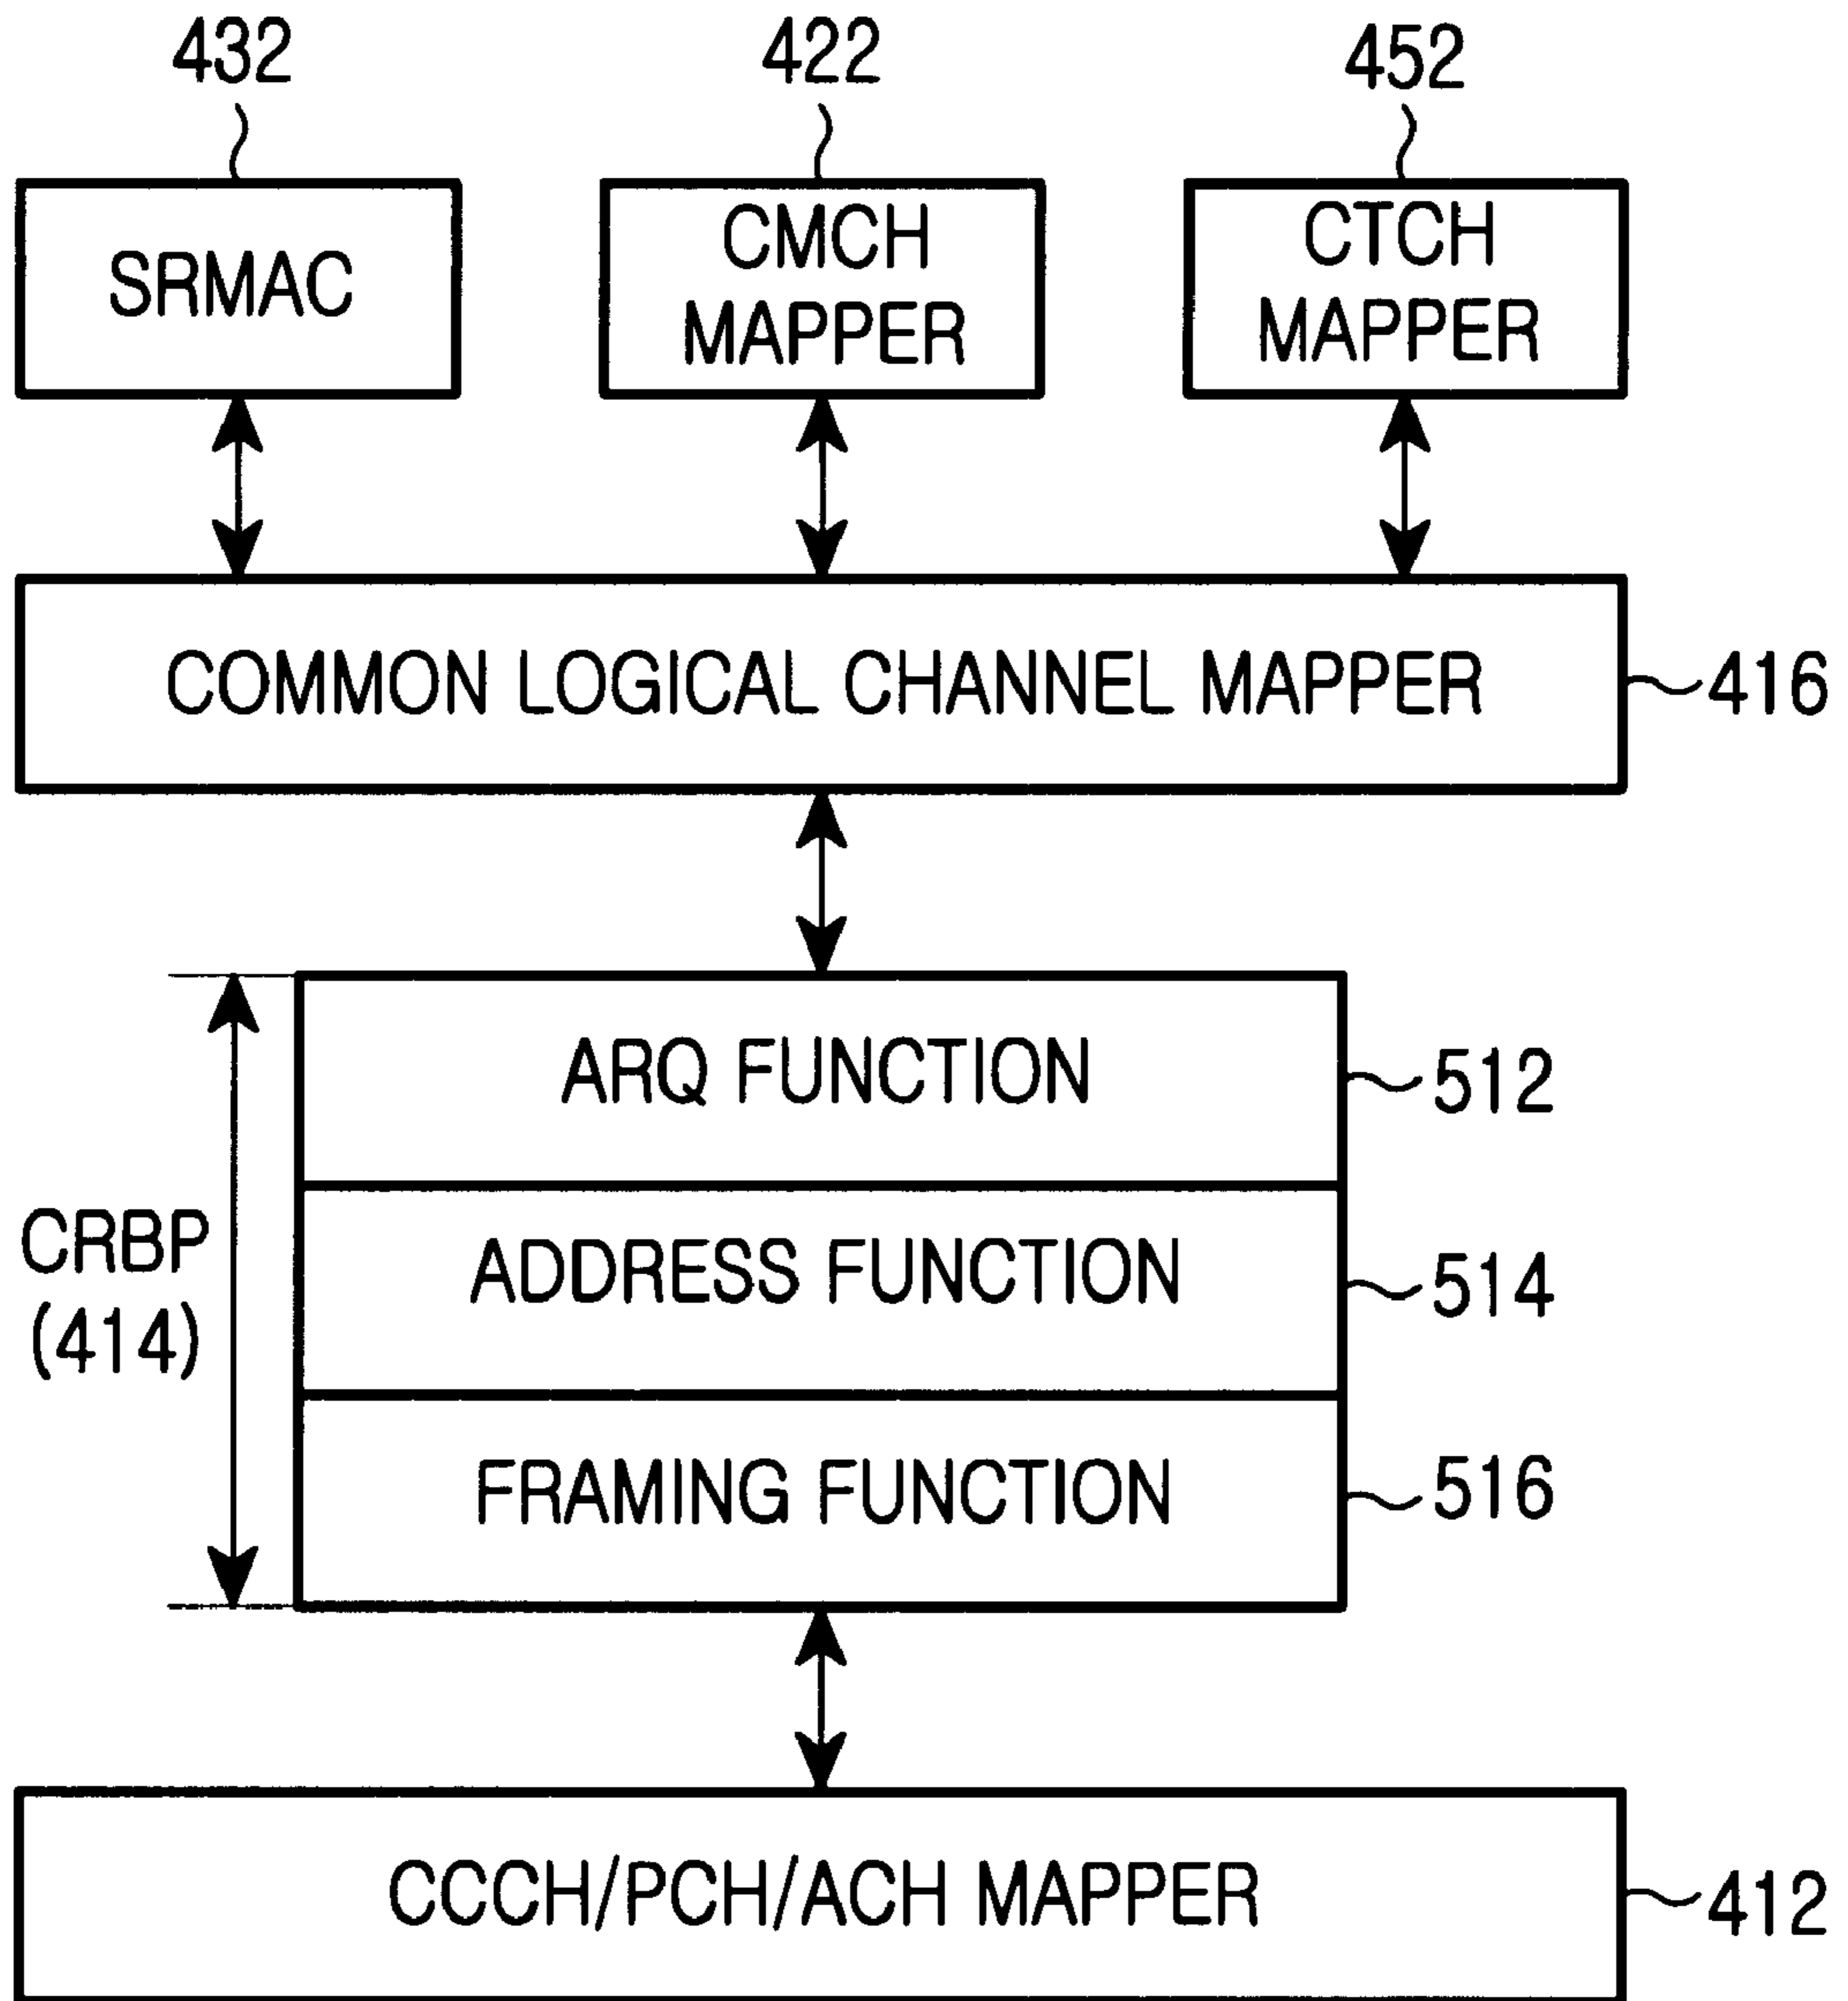 432
422
452
SRMAC
CMCH
MAPPER
CTCH
MAPPER
COMMON LOGICAL CHANNEL MAPPER
416
ARQ FUNCTION
512
CRBP
(414)
ADDRESS FUNCTION
514
FRAMING FUNCTION
516
CCCH/PCH/ACH MAPPER
412